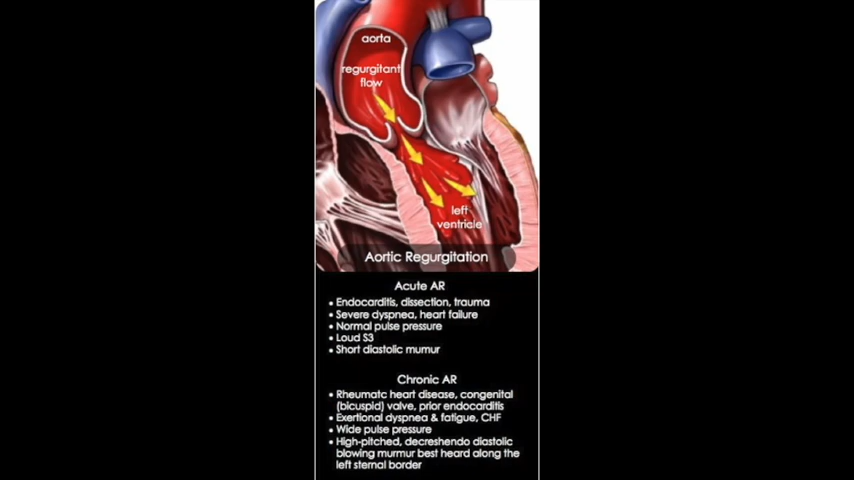 aorta
regurgitant
flow
left
ventricle
Aortic Regurgitation
Acute AR
▪ Endocarditis, dissection, trauma
▪ Severe dyspnea, heart failure
▪ Normal pulse pressure
▪ Loud S3
▪ Short diastolic mumur
Chronic AR
▪ Rheumatc heart disease, congenital
(bicuspid) valve, prior endocarditis
▪ Exertional dyspnea & fatigue, CHF
▪ Wide pulse pressure
▪ High-pitched, decreshendo diastolic
blowing murmur best heard along the
left sternal border